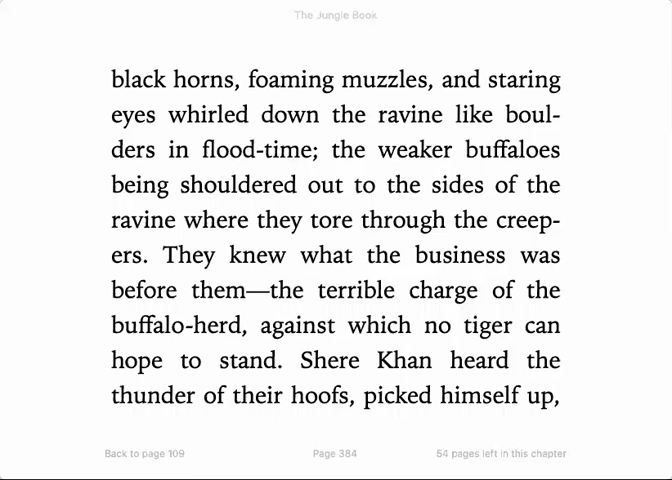 The Jungle Book
black horns, foaming muzzles, and staring
eyes whirled down the ravine like boul-
ders in flood-time; the weaker buffaloes
being shouldered out to the sides of the
ravine where they tore through the creep-
ers. They knew what the business was
before them—the terrible charge of the
buffalo-herd, against which no tiger can
hope to stand. Shere Khan heard the
thunder of their hoofs, picked himself up,
Back to page 109 Page 384 54 pages left in this chapter